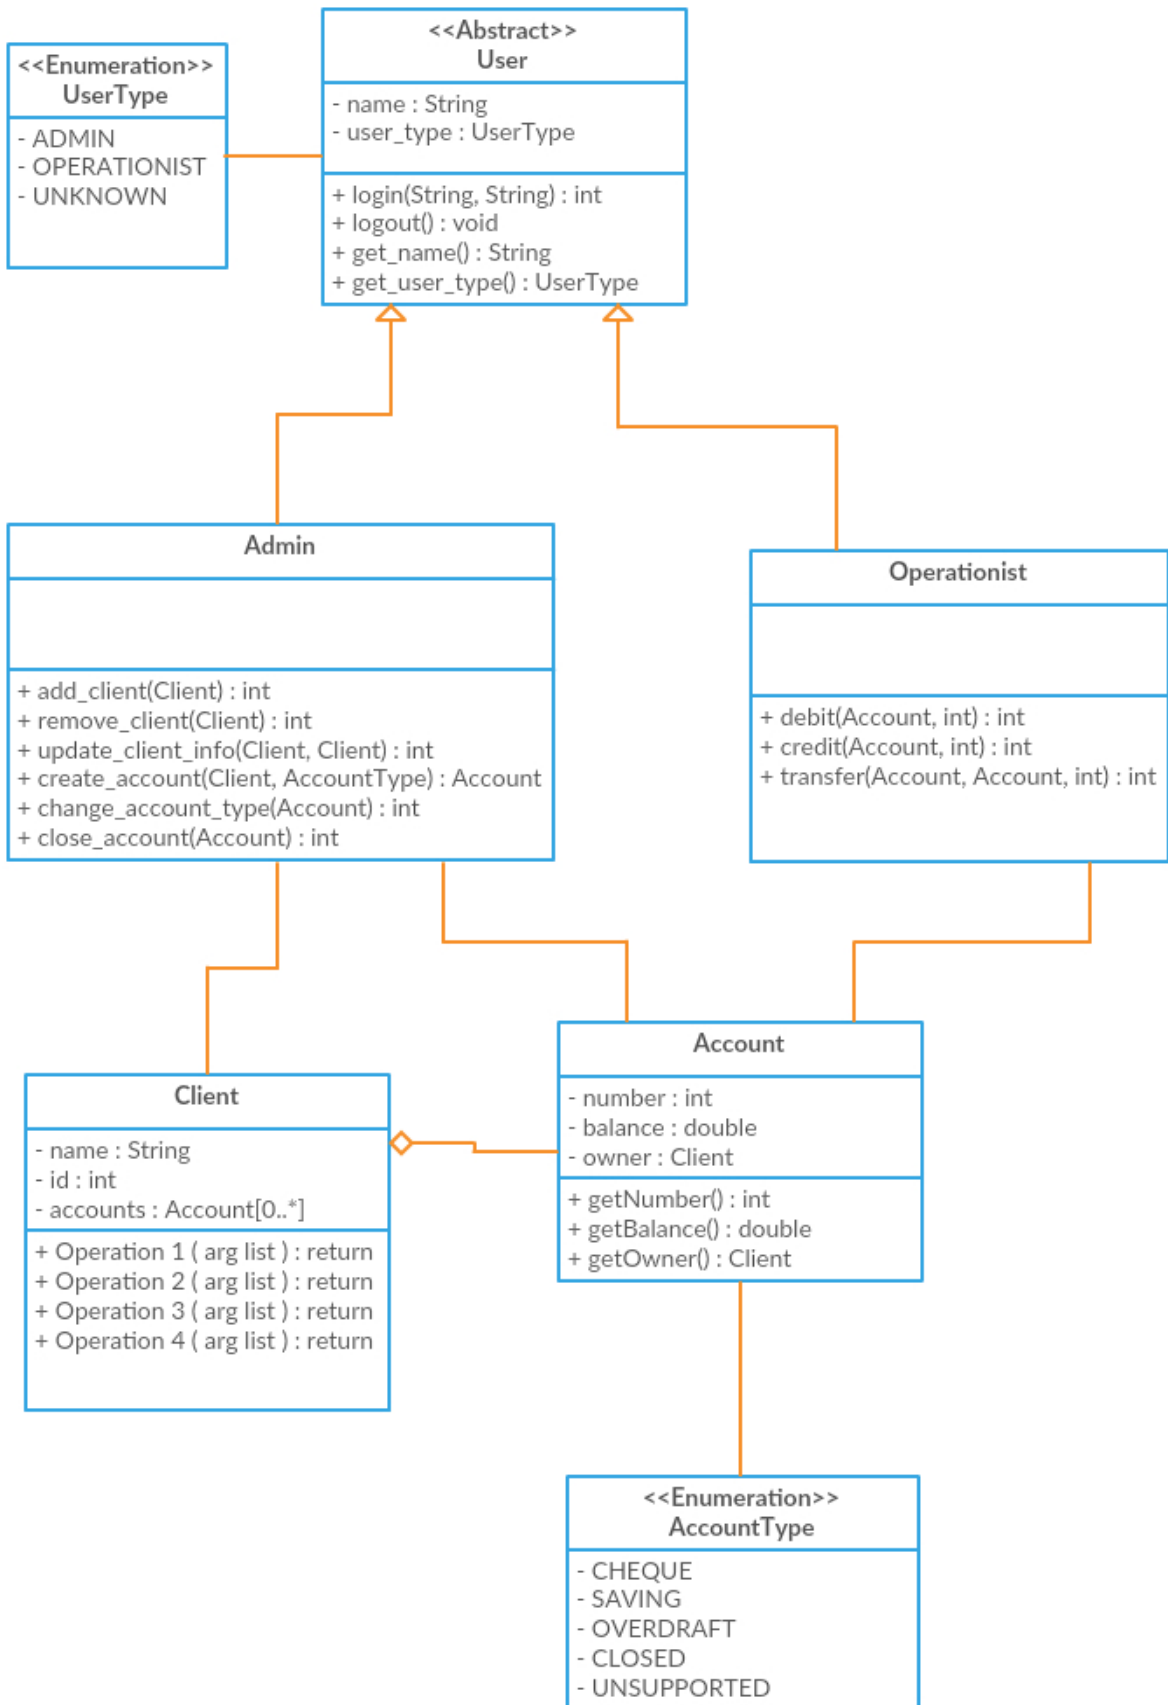 <<Enumeration>>
UserType
- ADMIN
- OPERATIONIST
- UNKNOWN
<<Abstract>>
User
- name : String
- user_type : UserType
+ login(String, String) : int
+ logout() : void
+ get_name() : String
+ get_user_type() : UserType
Admin
+ add_client(Client) : int
+ remove_client(Client) : int
+ update_client_info(Client, Client) : int
+ create_account(Client, AccountType) : Account
+ change_account_type(Account) : int
+ close_account(Account) : int
Operationist
+ debit(Account, int) : int
+ credit(Account, int) : int
+ transfer(Account, Account, int) : int
Client
- name : String
- id : int
- accounts : Account[0..*]
+ Operation 1 ( arg list ) : return
+ Operation 2 ( arg list ) : return
+ Operation 3 ( arg list ) : return
+ Operation 4 ( arg list ) : return
Account
- number : int
- balance : double
- owner : Client
+ getNumber() : int
+ getBalance() : double
+ getOwner() : Client
<<Enumeration>>
AccountType
- CHEQUE
- SAVING
- OVERDRAFT
- CLOSED
- UNSUPPORTED